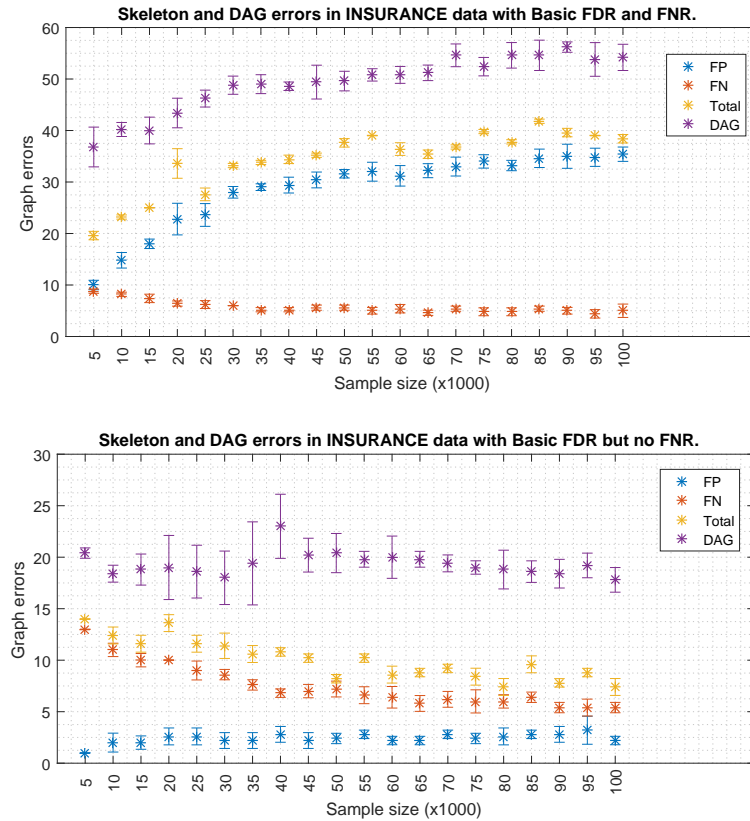 Skeleton and DAG errors in INSURANCE data with Basic FDR and FNR.
60
50
40
30
20
10
0
Graph errors
FP
FN
Total
DAG
5 10 15 20 25 30 35 40 45 50 55 60 65 70 75 80 85 90 95 100
Sample size (x1000)
Skeleton and DAG errors in INSURANCE data with Basic FDR but no FNR.
30
25
20
15
10
5
0
Graph errors
FP
FN
Total
DAG
5 10 15 20 25 30 35 40 45 50 55 60 65 70 75 80 85 90 95 100
Sample size (x1000)